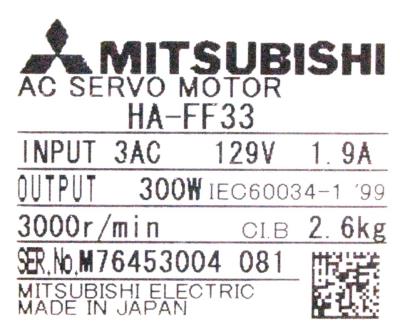 MITSUBISHI
AC SERVO MOTOR
HA-FF33
INPUT 3AC 129V 1.9A
OUTPUT 300W IEC60034-1 '99
3000r/min CI.B 2.6kg
SER.No.M76453004 081
MITSUBISHI ELECTRIC
MADE IN JAPAN